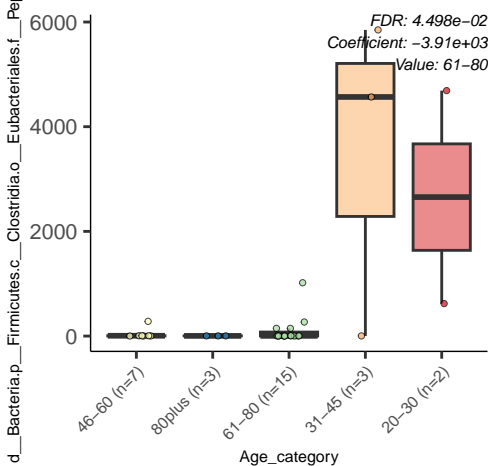 FDR: 4.498e−02
Coefficient: −3.91e+03
Value: 61−80
d__Bacteria.p__Firmicutes.c__Clostridia.o__Eubacteriales.f__Pep
6000
4000
2000
0
46−60 (n=7)
80plus (n=3)
61−80 (n=15)
31−45 (n=3)
20−30 (n=2)
Age_category